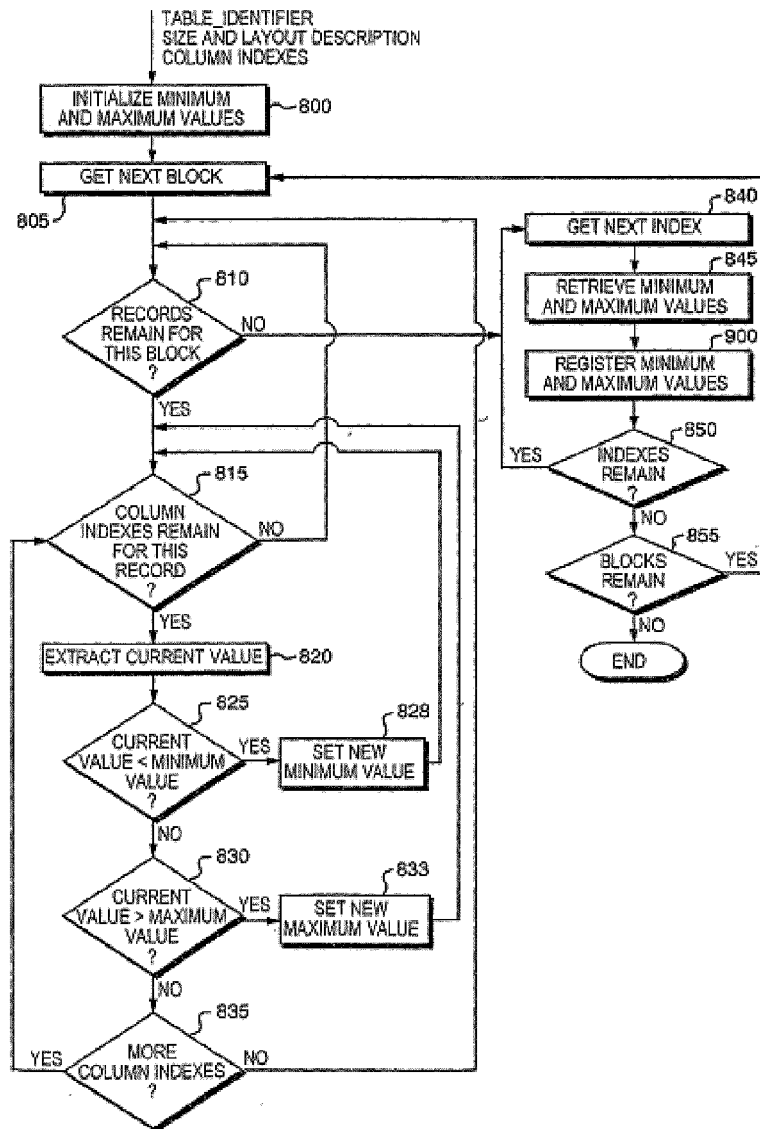 TABLE_IDENTIFIER
SIZE AND LAYOUT DESCRIPTION
COLUMN INDEXES
INITIALIZE MINIMUM
AND MAXIMUM VALUES
800
GET NEXT BLOCK
805
810
RECORDS
REMAIN FOR
THIS BLOCK
?
NO
YES
815
COLUMN
INDEXES REMAIN
FOR THIS
RECORD
?
NO
YES
EXTRACT CURRENT VALUE
820
825
CURRENT
VALUE < MINIMUM
VALUE
?
YES
828
SET NEW
MINIMUM VALUE
NO
830
CURRENT
VALUE > MAXIMUM
VALUE
?
YES
833
SET NEW
MAXIMUM VALUE
NO
835
YES
MORE
COLUMN INDEXES
?
NO
840
GET NEXT INDEX
845
RETRIEVE MINIMUM
AND MAXIMUM VALUES
900
REGISTER MINIMUM
AND MAXIMUM VALUES
850
YES
INDEXES
REMAIN
?
NO
855
BLOCKS
REMAIN
?
YES
NO
END